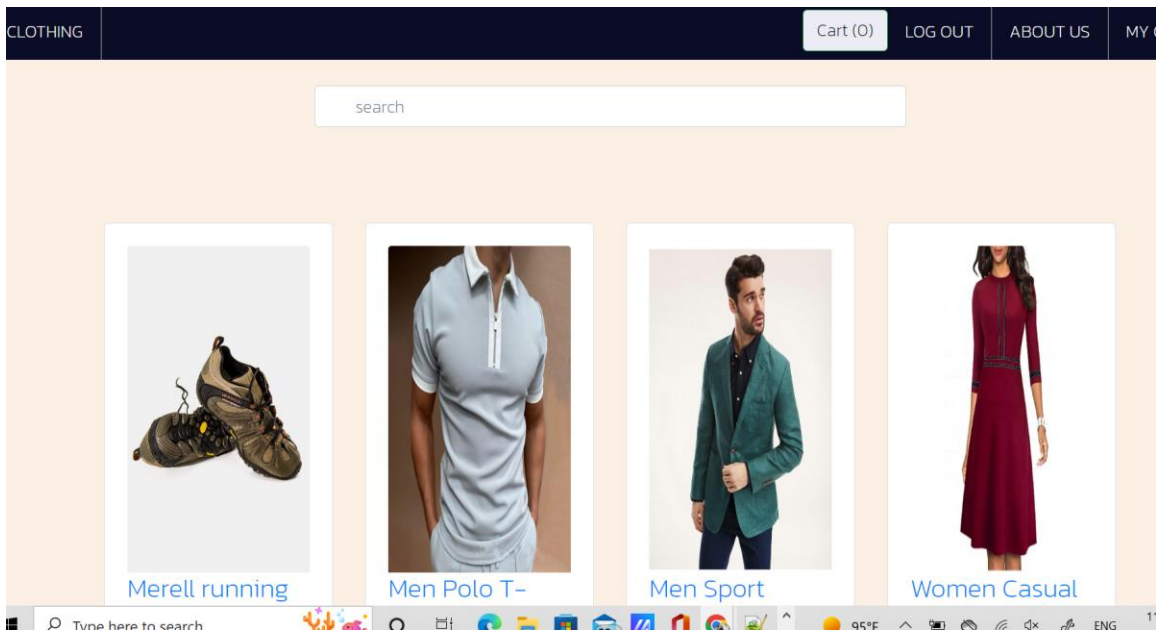 CLOTHING Cart (0) LOG OUT ABOUT US MY
search
Merell running Men Polo T- Men Sport Women Casual
Type here to search 95°F ENG